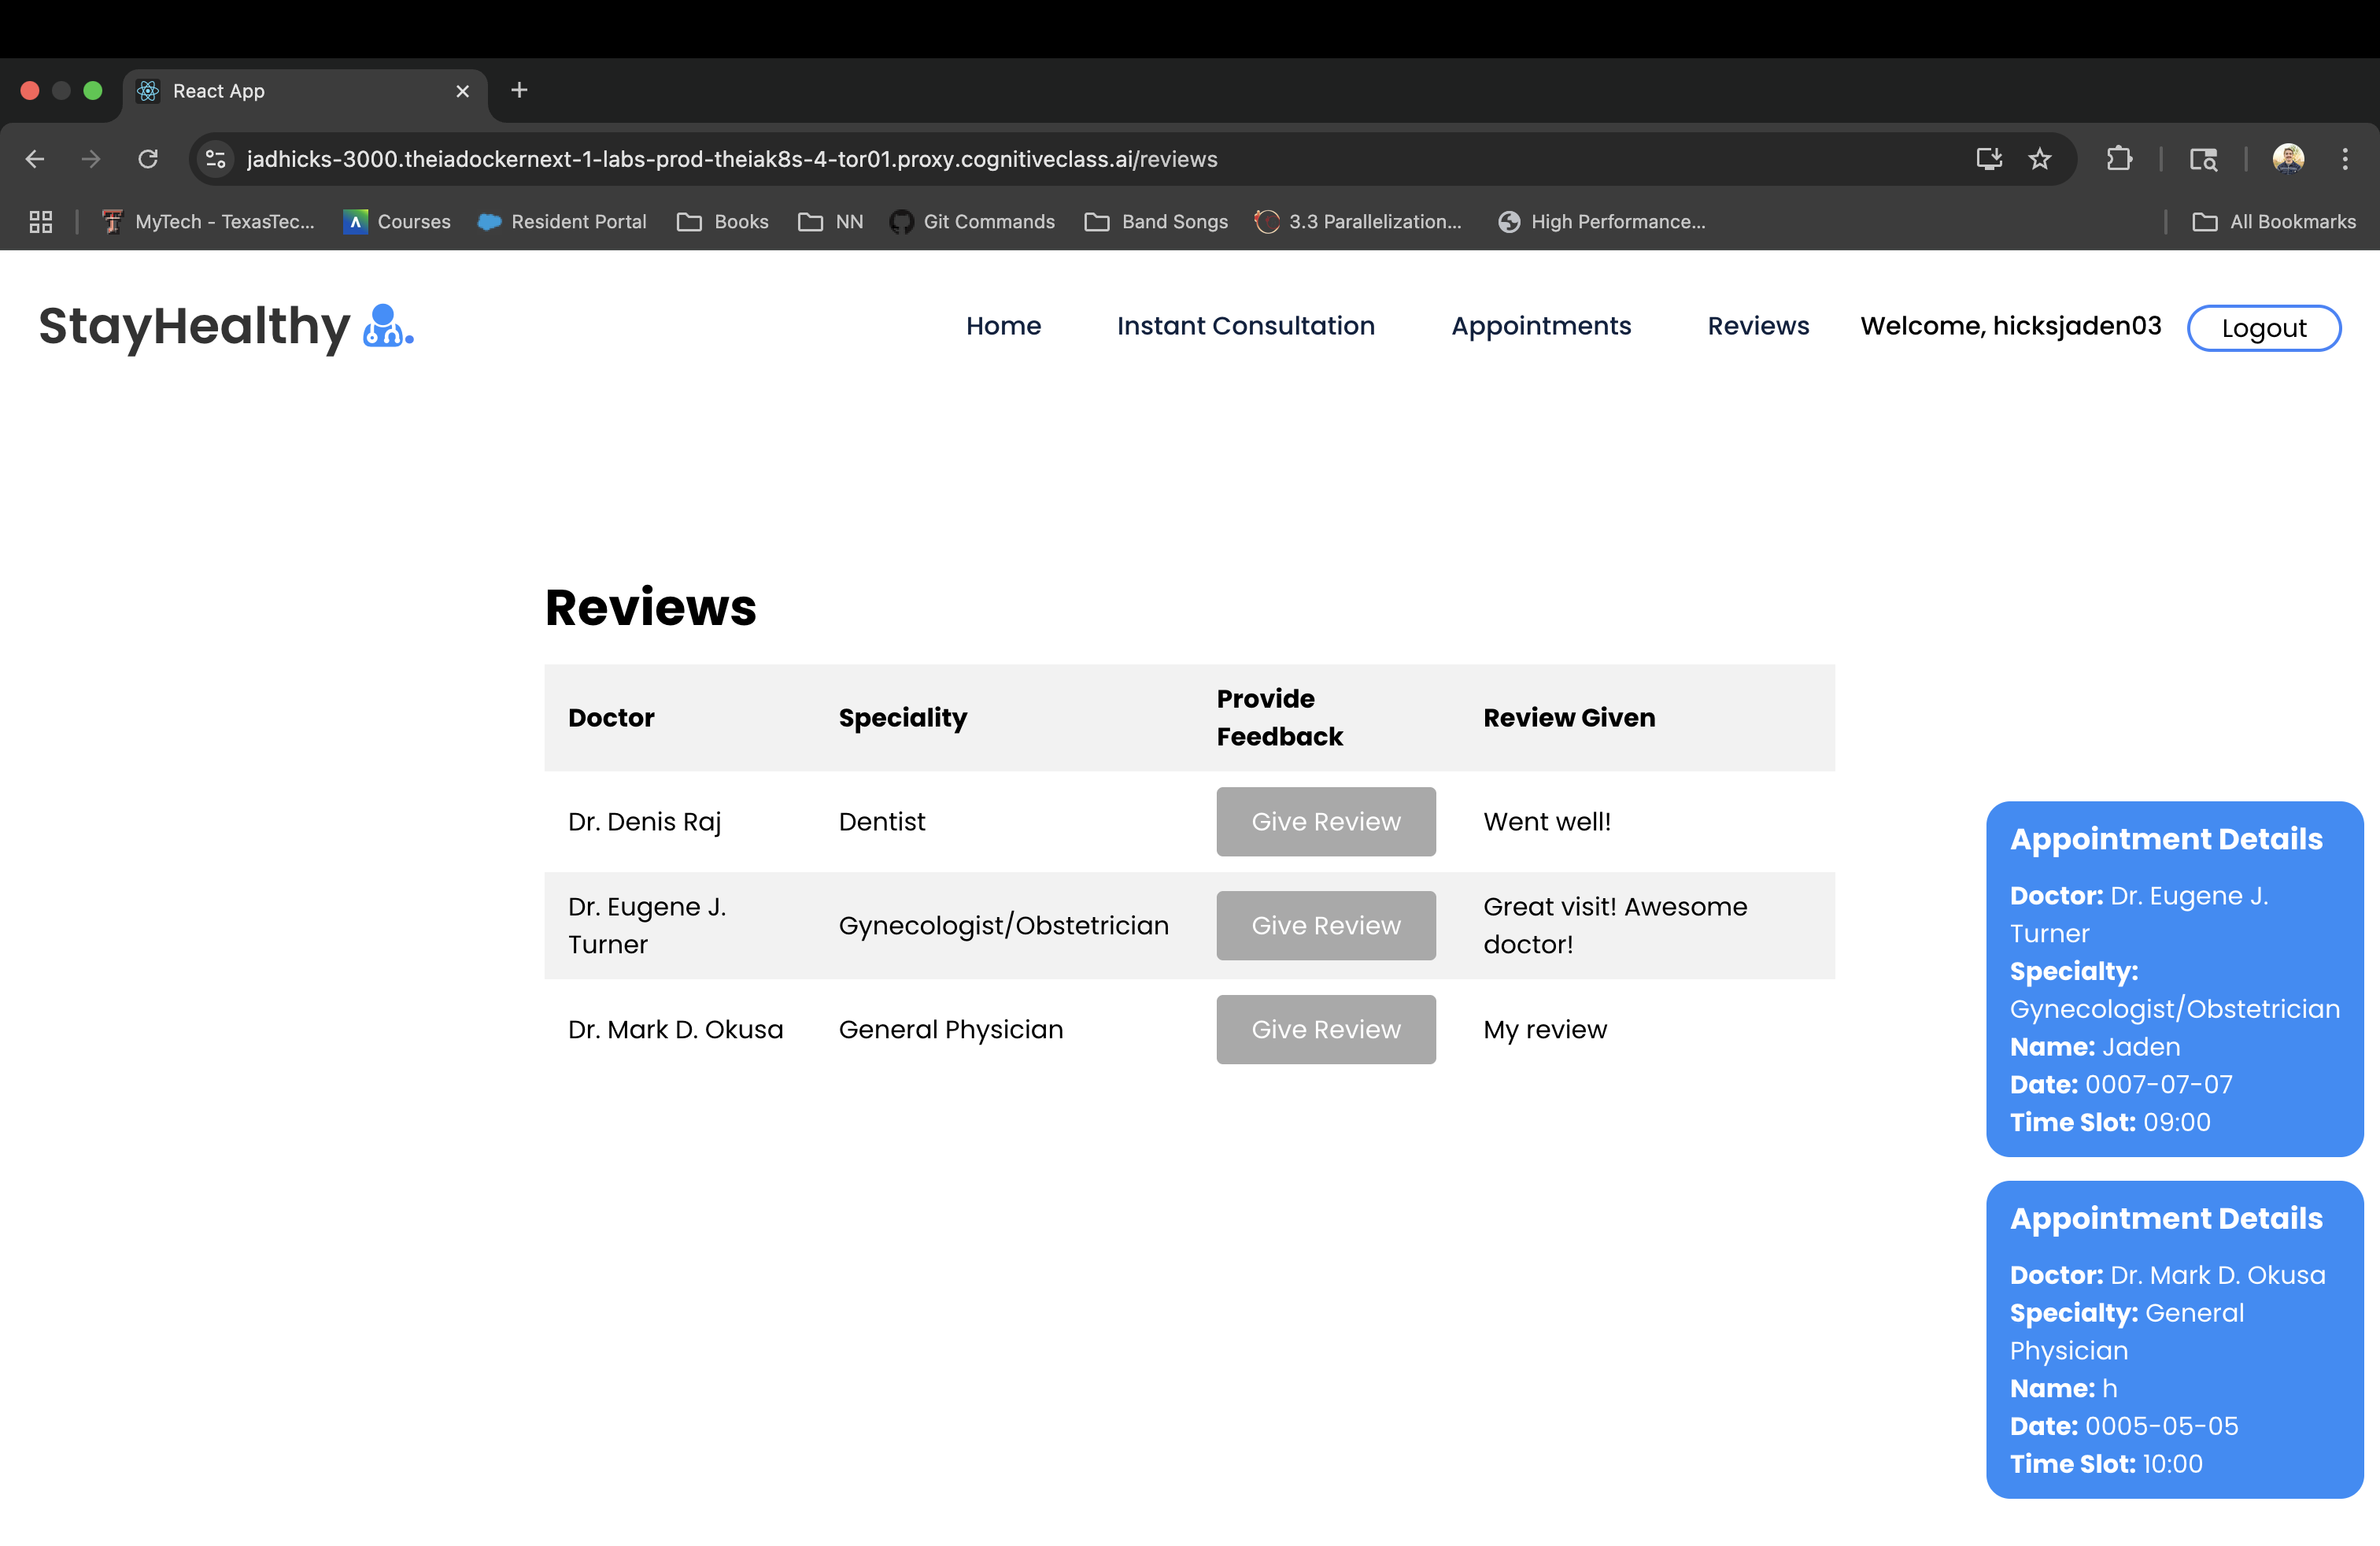 React App
jadhicks-3000.theiadockernext-1-labs-prod-theiak8s-4-tor01.proxy.cognitiveclass.ai/reviews
MyTech - TexasTec... Courses Resident Portal Books NN Git Commands Band Songs 3.3 Parallelization... High Performance... All Bookmarks
StayHealthy Home Instant Consultation Appointments Reviews Welcome, hicksjaden03 Logout
Reviews
Doctor Speciality Provide Feedback Review Given
Dr. Denis Raj Dentist Give Review Went well!
Dr. Eugene J. Turner Gynecologist/Obstetrician Give Review Great visit! Awesome doctor!
Dr. Mark D. Okusa General Physician Give Review My review
Appointment Details
Doctor: Dr. Eugene J.
Turner
Specialty:
Gynecologist/Obstetrician
Name: Jaden
Date: 0007-07-07
Time Slot: 09:00
Appointment Details
Doctor: Dr. Mark D. Okusa
Specialty: General
Physician
Name: h
Date: 0005-05-05
Time Slot: 10:00